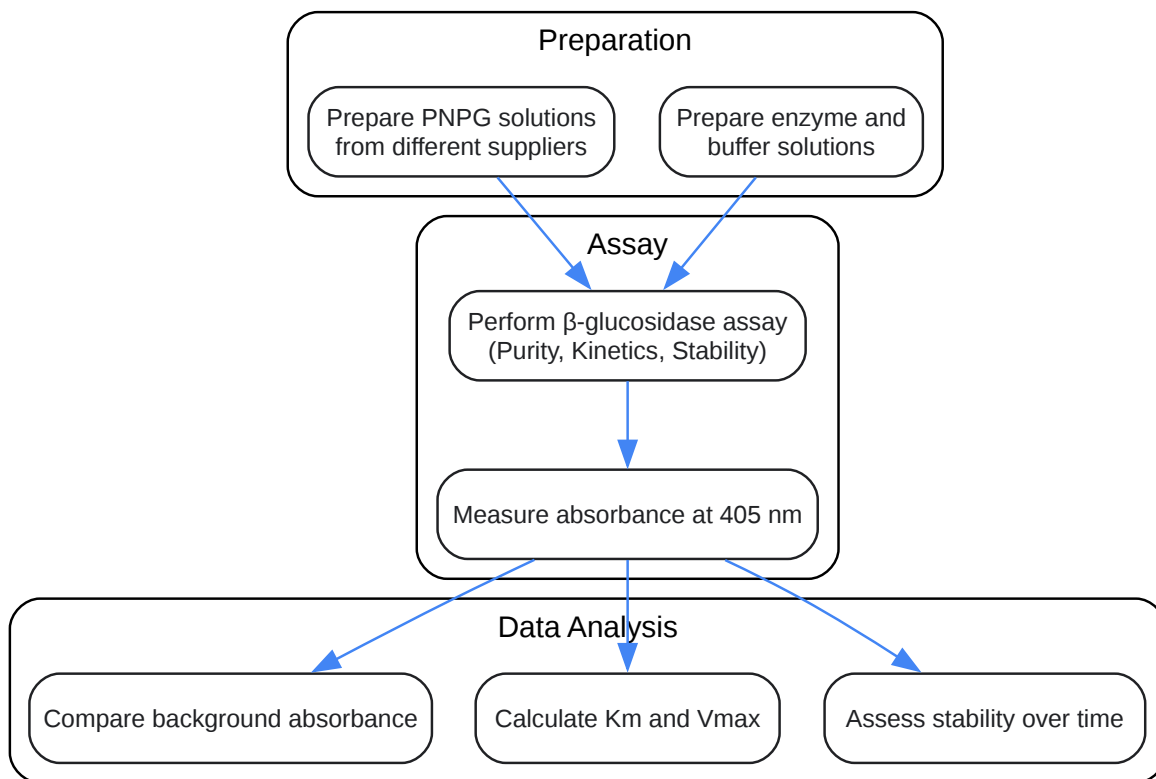 Preparation
Prepare PNPG solutions
from different suppliers
Prepare enzyme and
buffer solutions
Assay
Perform β-glucosidase assay
(Purity, Kinetics, Stability)
Measure absorbance at 405 nm
Data Analysis
Compare background absorbance
Calculate Km and Vmax
Assess stability over time